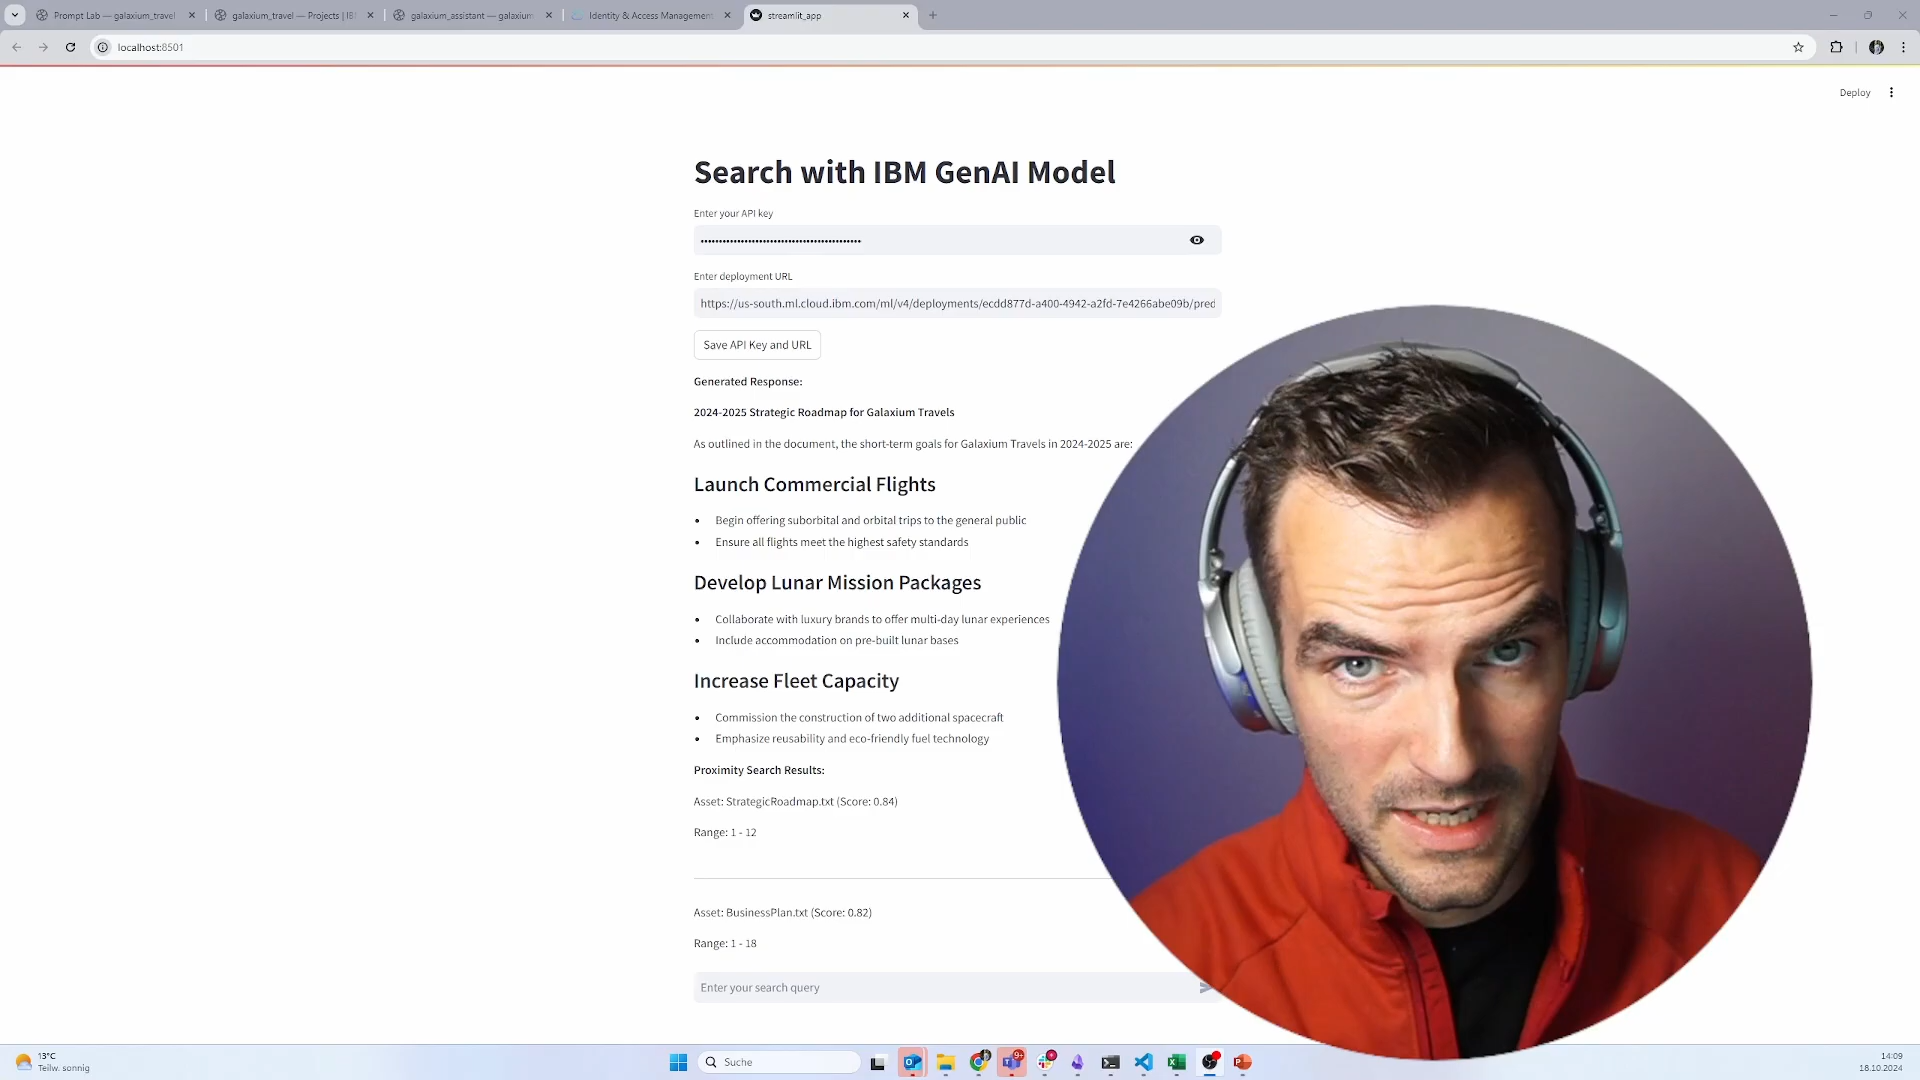 Prompt Lab — galaxium_travel
galaxium_travel — Projects | IB
galaxium_assistant — galaxium
Identity & Access Management
streamlit_app
localhost:8501
Deploy
Search with IBM GenAI Model
Enter your API key
Enter deployment URL
https://us-south.ml.cloud.ibm.com/ml/v4/deployments/ecdd877d-a400-4942-a2fd-7e4266abe09b/pred
Save API Key and URL
Generated Response:
2024-2025 Strategic Roadmap for Galaxium Travels
As outlined in the document, the short-term goals for Galaxium Travels in 2024-2025 are:
Launch Commercial Flights
• Begin offering suborbital and orbital trips to the general public
• Ensure all flights meet the highest safety standards
Develop Lunar Mission Packages
• Collaborate with luxury brands to offer multi-day lunar experiences
• Include accommodation on pre-built lunar bases
Increase Fleet Capacity
• Commission the construction of two additional spacecraft
• Emphasize reusability and eco-friendly fuel technology
Proximity Search Results:
Asset: StrategicRoadmap.txt (Score: 0.84)
Range: 1 - 12
Asset: BusinessPlan.txt (Score: 0.82)
Range: 1 - 18
Enter your search query
13°C
Teilw. sonnig
Suche
9+
14:09
18.10.2024